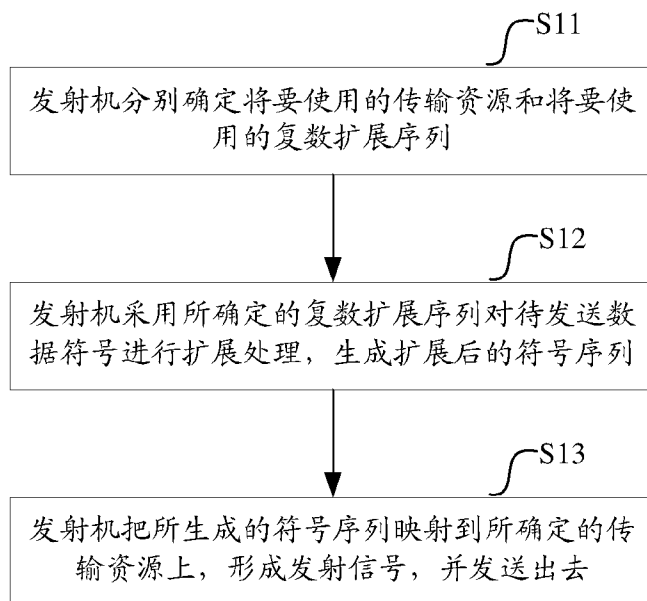 S11
发射机分别确定将要使用的传输资源和将要使
用的复数扩展序列
S12
发射机采用所确定的复数扩展序列对待发送数
据符号进行扩展处理，生成扩展后的符号序列
S13
发射机把所生成的符号序列映射到所确定的传
输资源上，形成发射信号，并发送出去